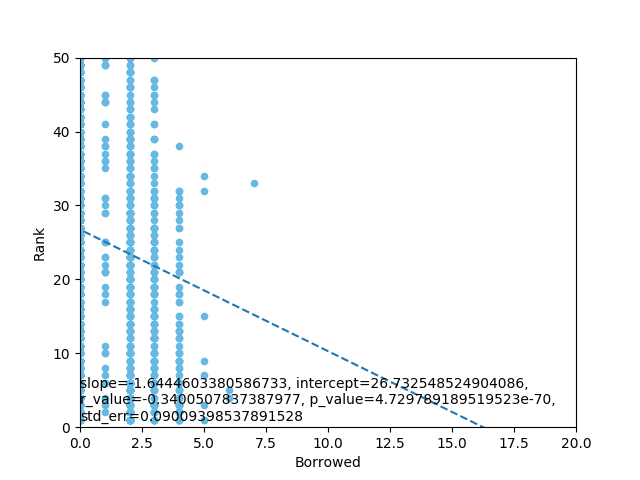 50
40
30
20
10
0
Rank
slope=-1.6444603380586733, intercept=26.732548524904086,
r_value=-0.3400507837387977, p_value=4.729789189519523e-70,
std_err=0.09009398537891528
0.0 2.5 5.0 7.5 10.0 12.5 15.0 17.5 20.0
Borrowed